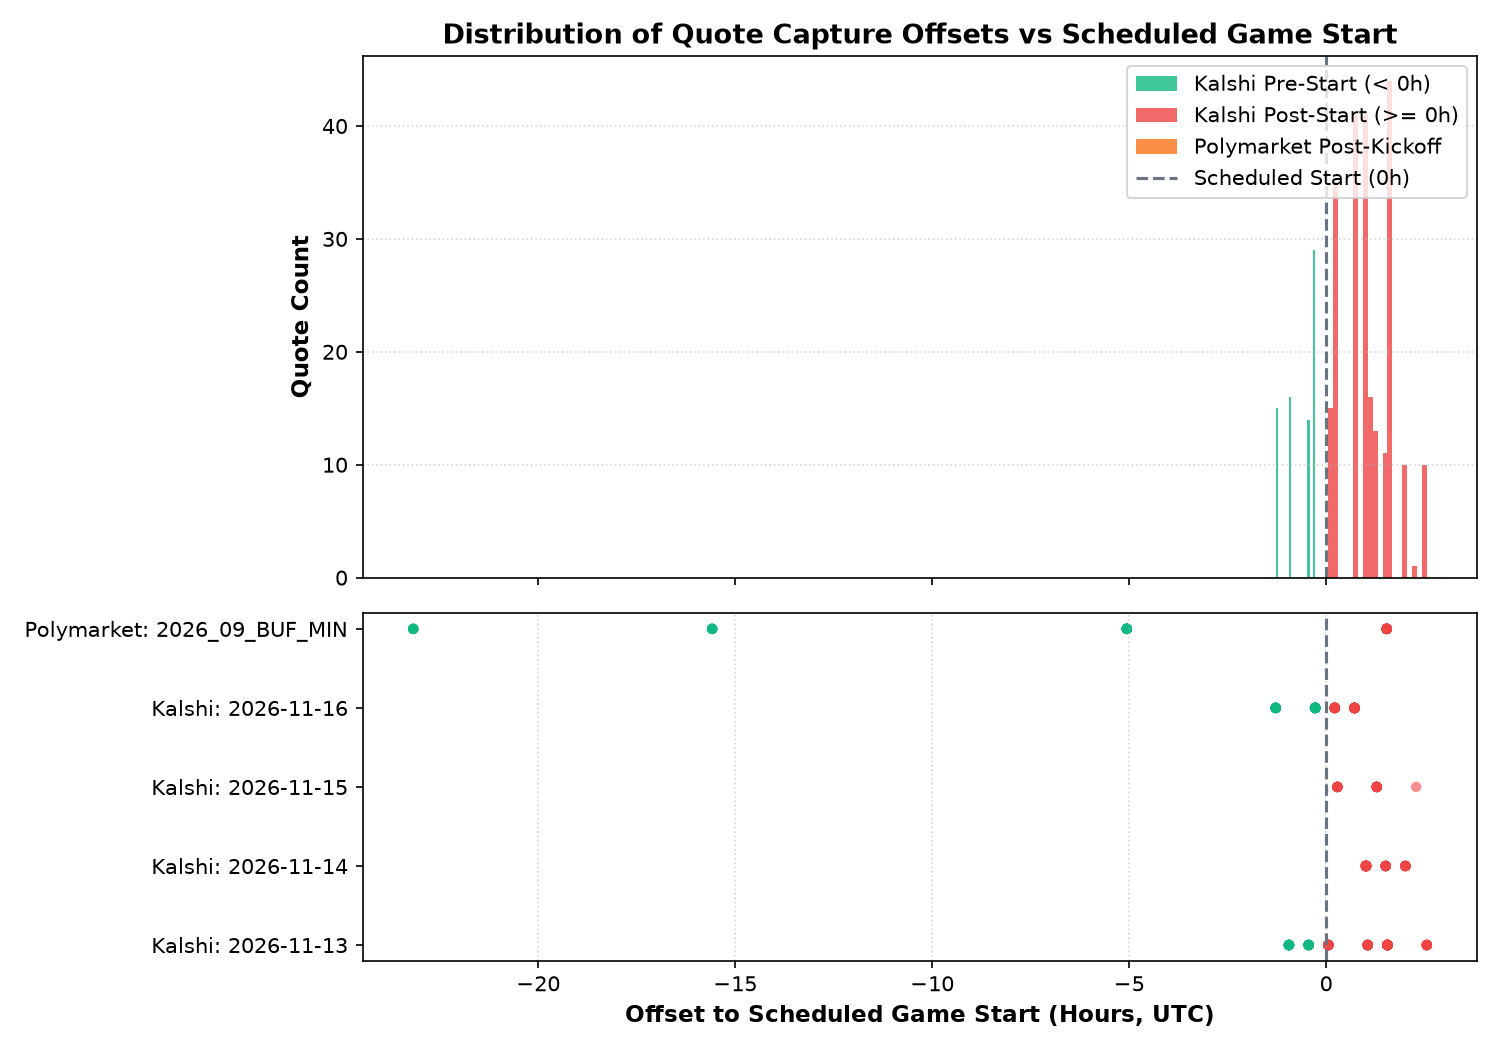 Distribution of Quote Capture Offsets vs Scheduled Game Start
Kalshi Pre-Start (< 0h)
Kalshi Post-Start (>= 0h)
Polymarket Post-Kickoff
Scheduled Start (0h)
Quote Count
40
30
20
10
0
Polymarket: 2026_09_BUF_MIN
Kalshi: 2026-11-16
Kalshi: 2026-11-15
Kalshi: 2026-11-14
Kalshi: 2026-11-13
−20
−15
−10
−5
0
Offset to Scheduled Game Start (Hours, UTC)